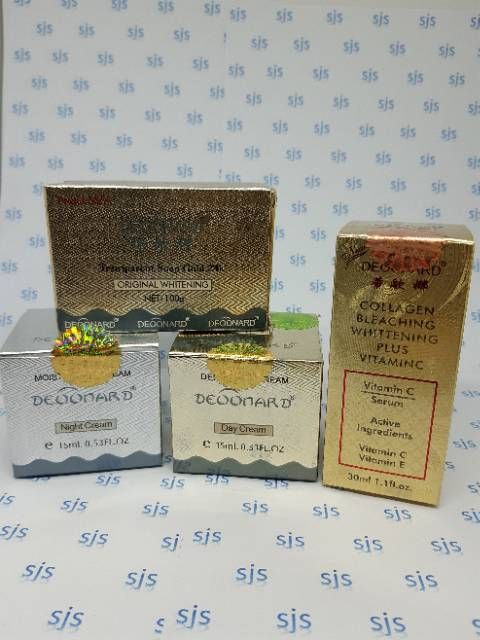 Transparent Soap Gold 24k
ORIGINAL WHITENING
NET: 100g
DEOONARD DEOONARD DEOONARD
DEOONARD®
Night Cream
e 15mL 0.53FL.OZ
DEOONARD®
Day Cream
e 15mL 0.53FL.OZ
DEOONARD®
COLLAGEN
BLEACHING
WHITTENING
PLUS
VITAMINC
Vitamin C
Serum
Active
Ingredients
Vitamin C
Vitamin E
30ml 1.1fl.oz.
sjs